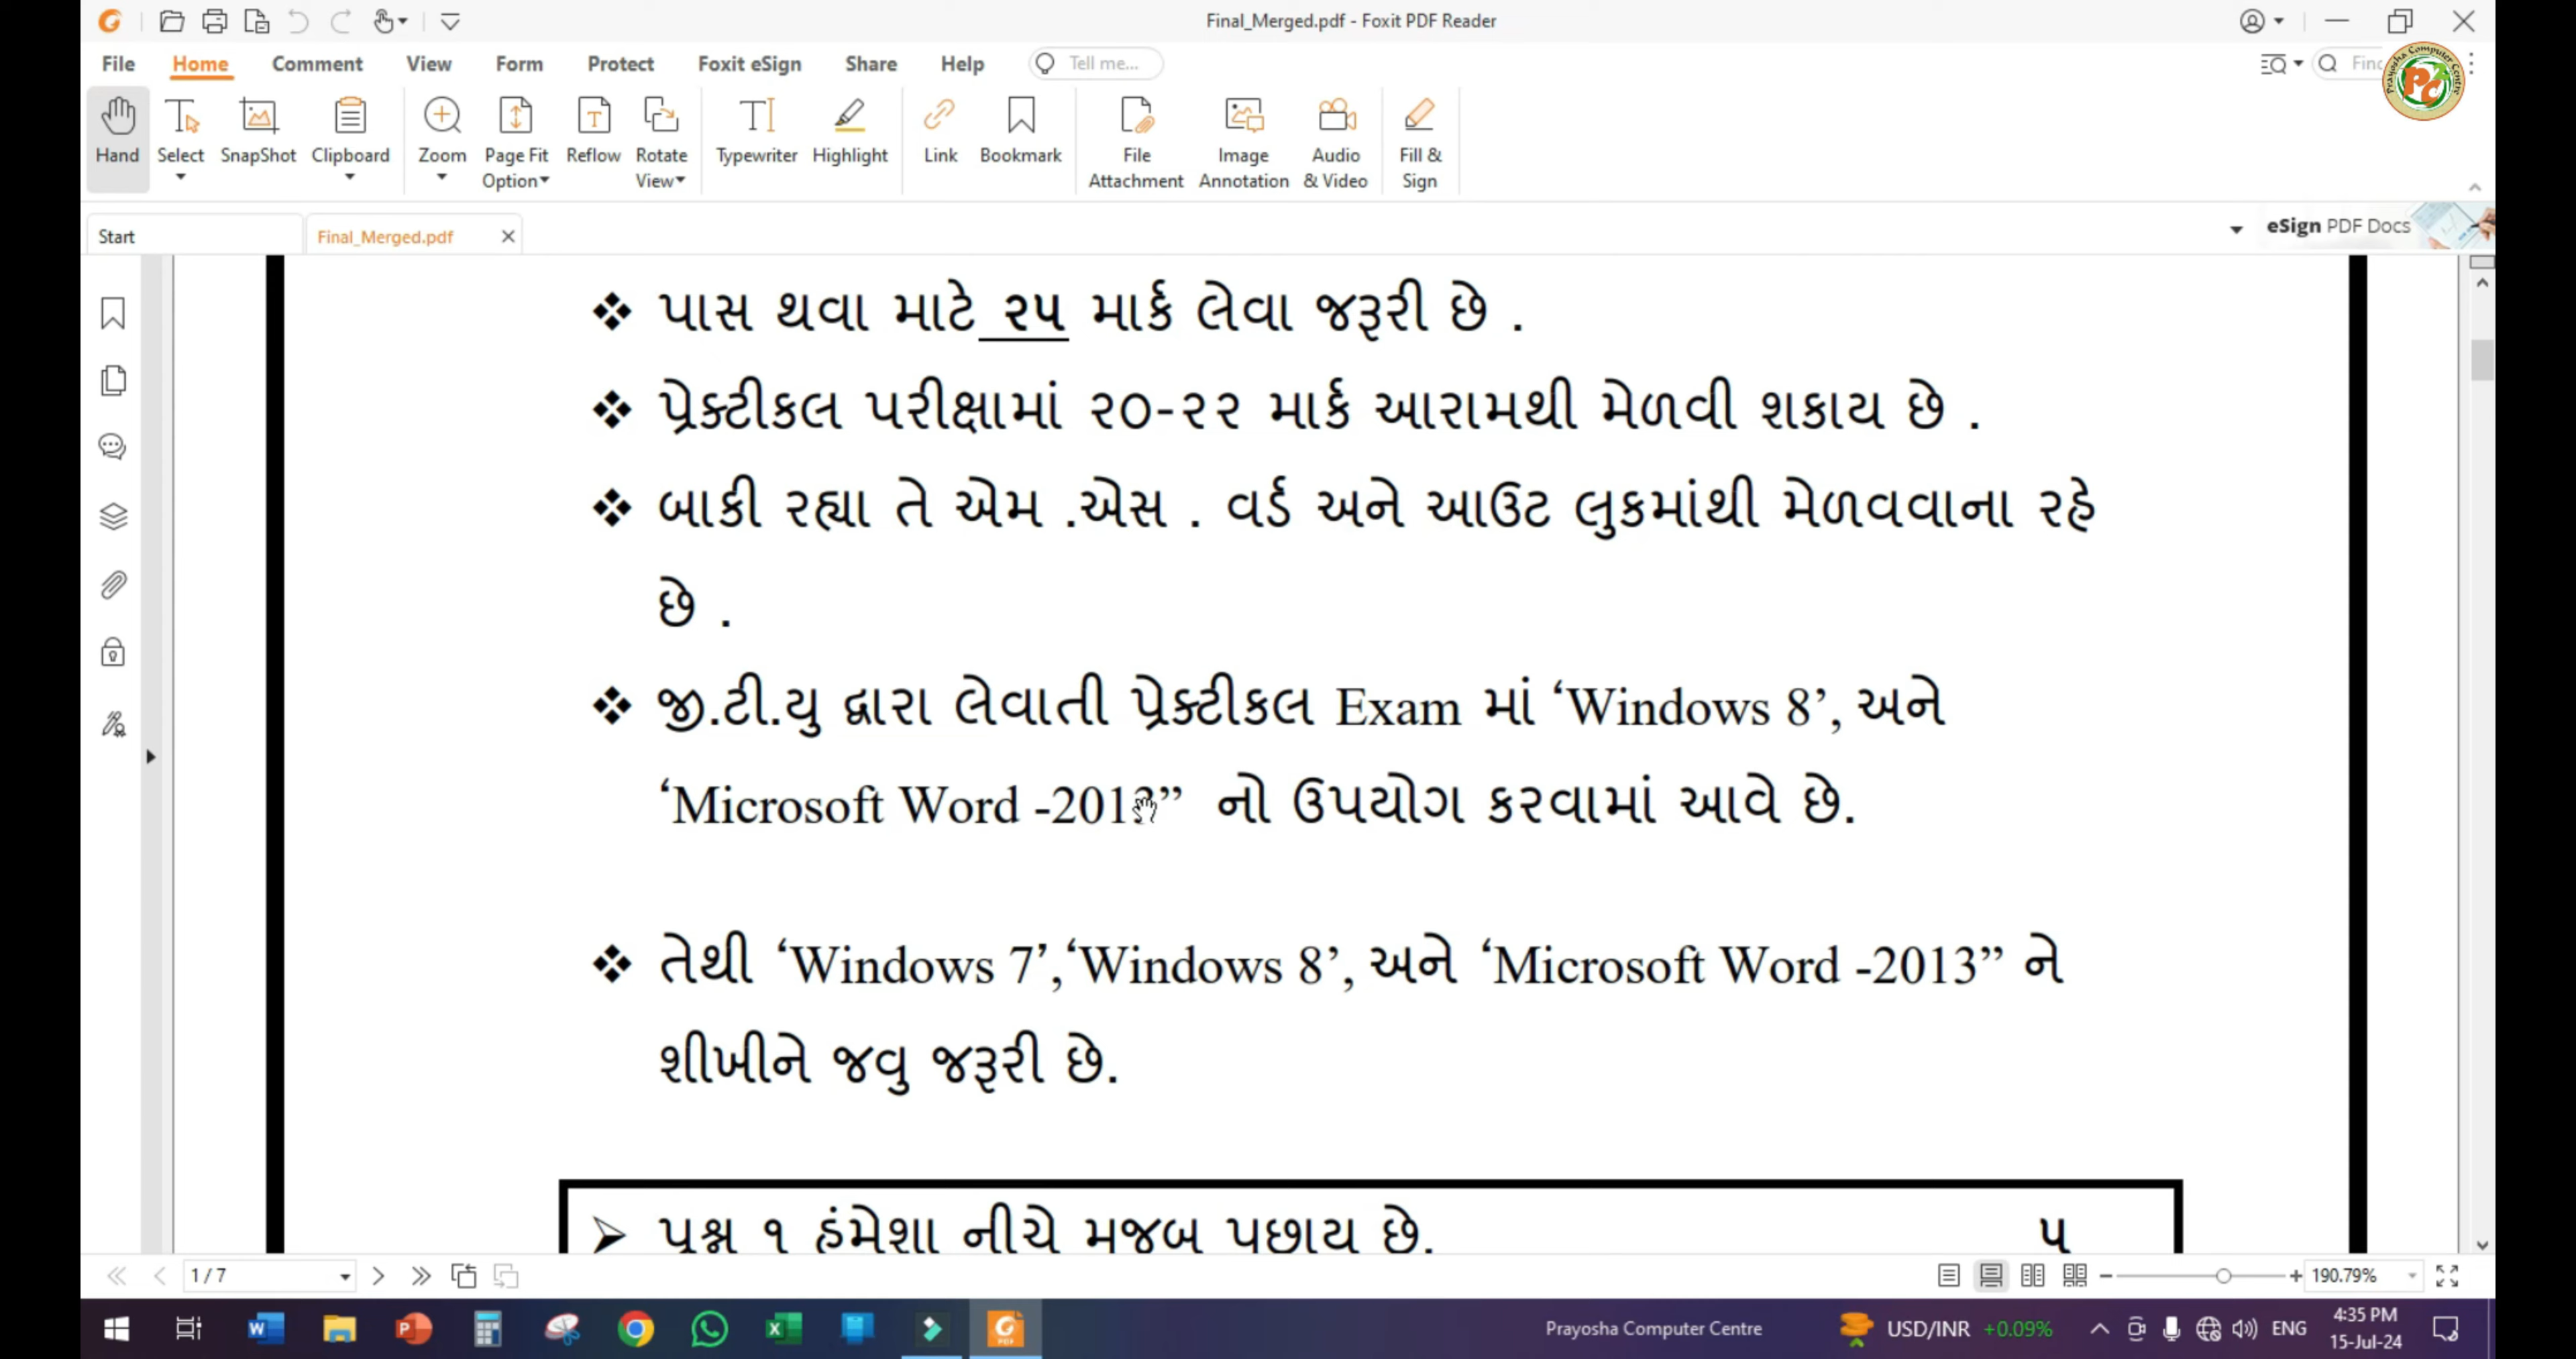 Final_Merged.pdf - Foxit PDF Reader
File Home Comment View Form Protect Foxit eSign Share Help Tell me... Find
Hand Select SnapShot Clipboard Zoom Page Fit Option Reflow Rotate View Typewriter Highlight Link Bookmark File Attachment Image Annotation Audio & Video Fill & Sign
Prayosha Computer Centre
Start Final_Merged.pdf eSign PDF Docs
❖ પાસ થવા માટે ૨૫ માર્ક લેવા જરૂરી છે .
❖ પ્રેક્ટીકલ પરીક્ષામાં ૨૦-૨૨ માર્ક આરામથી મેળવી શકાય છે .
❖ બાકી રહ્યા તે એમ .એસ . વર્ડ અને આઉટ લુકમાંથી મેળવવાના રહે
છે .
❖ જી.ટી.યુ દ્વારા લેવાતી પ્રેક્ટીકલ Exam માં ‘Windows 8’, અને
‘Microsoft Word -2013” નો ઉપયોગ કરવામાં આવે છે.
❖ તેથી ‘Windows 7’,‘Windows 8’, અને ‘Microsoft Word -2013” ને
શીખીને જવુ જરૂરી છે.
➢ પ્રશ્ન ૧ હંમેશા નીચે મુજબ પુછાય છે. ૫
1 / 7 190.79%
Prayosha Computer Centre USD/INR +0.09% ENG 4:35 PM
15-Jul-24